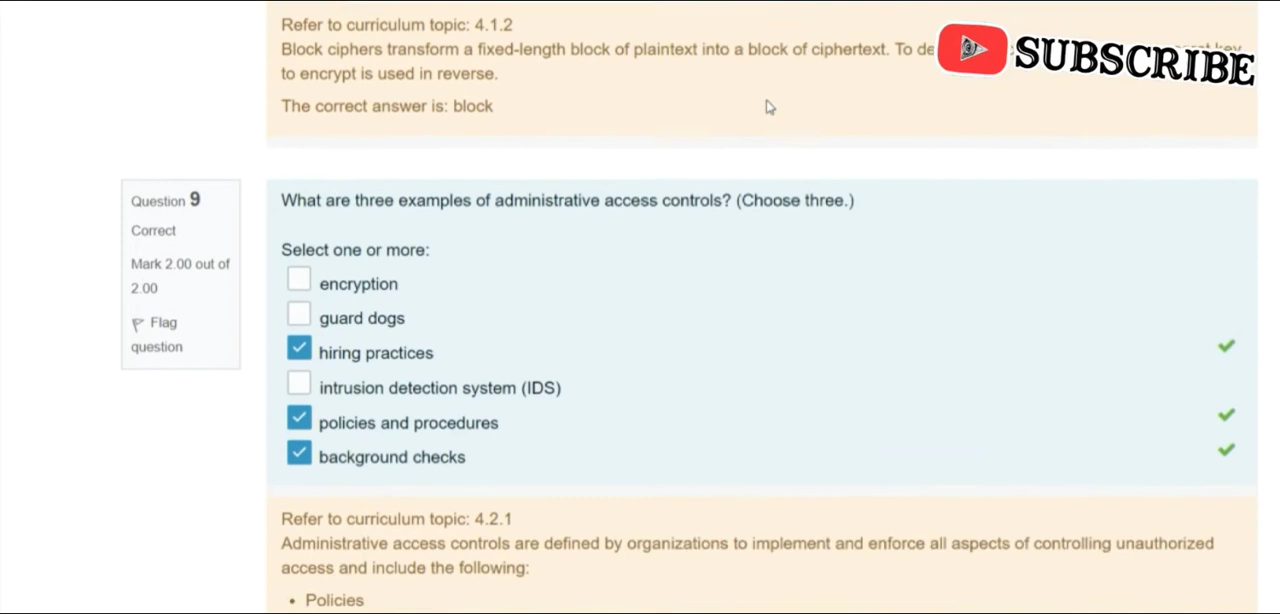 Refer to curriculum topic: 4.1.2
Block ciphers transform a fixed-length block of plaintext into a block of ciphertext. To
to encrypt is used in reverse.
The correct answer is: block
SUBSCRIBE
Question 9
Correct
Mark 2.00 out of
2.00
Flag
question
What are three examples of administrative access controls? (Choose three.)
Select one or more:
encryption
guard dogs
hiring practices
intrusion detection system (IDS)
policies and procedures
background checks
Refer to curriculum topic: 4.2.1
Administrative access controls are defined by organizations to implement and enforce all aspects of controlling unauthorized
access and include the following:
• Policies